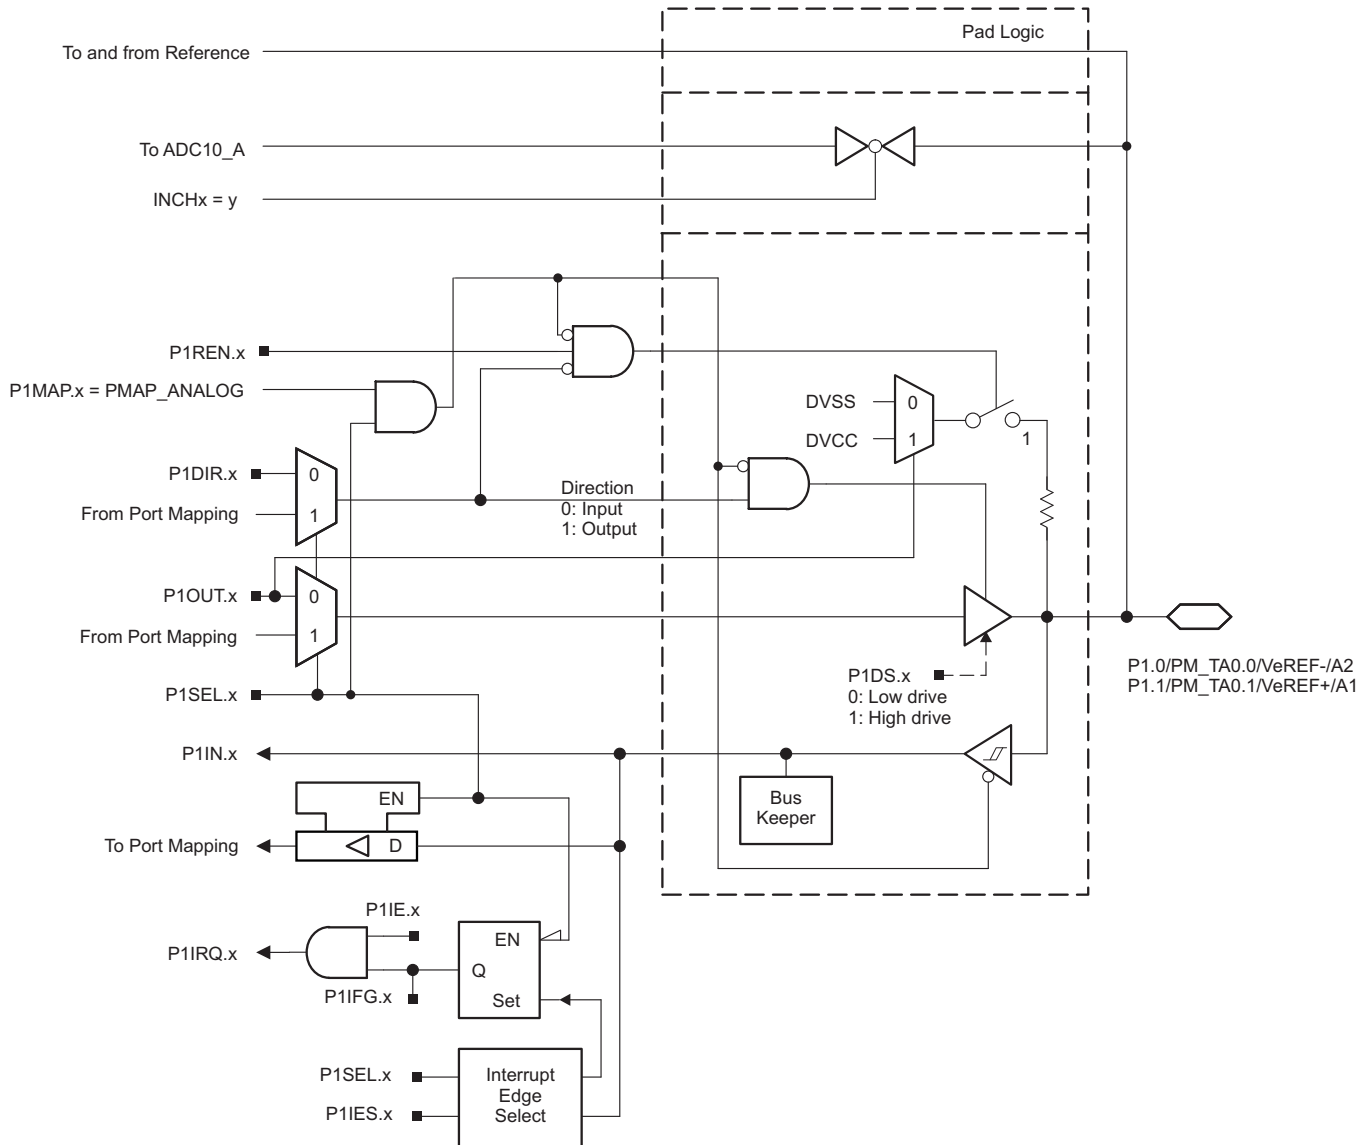 Pad Logic
To and from Reference
To ADC10_A
INCHx = y
P1REN.x
P1MAP.x = PMAP_ANALOG
DVSS
0
DVCC
1
1
P1DIR.x
0
From Port Mapping
1
Direction
0: Input
1: Output
P1OUT.x
0
From Port Mapping
1
P1SEL.x
P1DS.x
0: Low drive
1: High drive
P1.0/PM_TA0.0/VeREF-/A2
P1.1/PM_TA0.1/VeREF+/A1
P1IN.x
Bus
Keeper
EN
To Port Mapping
D
P1IE.x
P1IRQ.x
EN
Q
P1IFG.x
Set
P1SEL.x
P1IES.x
Interrupt
Edge
Select